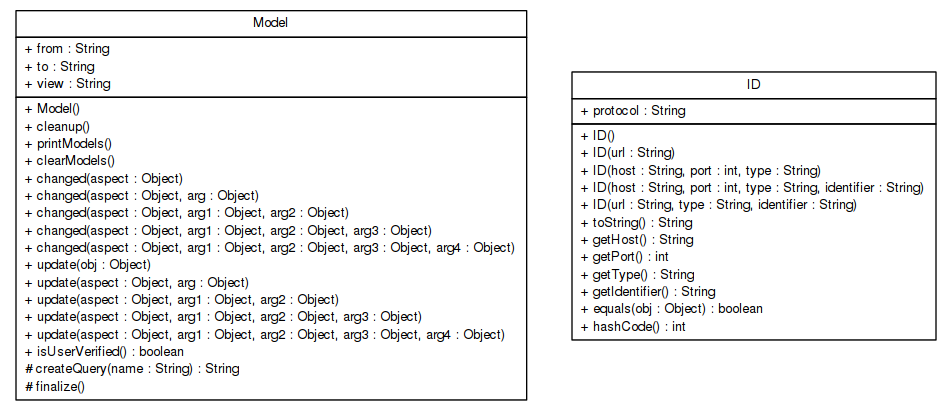 Model
+ from : String
+ to : String
+ view : String
+ Model()
+ cleanup()
+ printModels()
+ clearModels()
+ changed(aspect : Object)
+ changed(aspect : Object, arg : Object)
+ changed(aspect : Object, arg1 : Object, arg2 : Object)
+ changed(aspect : Object, arg1 : Object, arg2 : Object, arg3 : Object)
+ changed(aspect : Object, arg1 : Object, arg2 : Object, arg3 : Object, arg4 : Object)
+ update(obj : Object)
+ update(aspect : Object, arg : Object)
+ update(aspect : Object, arg1 : Object, arg2 : Object)
+ update(aspect : Object, arg1 : Object, arg2 : Object, arg3 : Object)
+ update(aspect : Object, arg1 : Object, arg2 : Object, arg3 : Object, arg4 : Object)
+ isUserVerified() : boolean
# createQuery(name : String) : String
# finalize()
ID
+ protocol : String
+ ID()
+ ID(url : String)
+ ID(host : String, port : int, type : String)
+ ID(host : String, port : int, type : String, identifier : String)
+ ID(url : String, type : String, identifier : String)
+ toString() : String
+ getHost() : String
+ getPort() : int
+ getType() : String
+ getIdentifier() : String
+ equals(obj : Object) : boolean
+ hashCode() : int